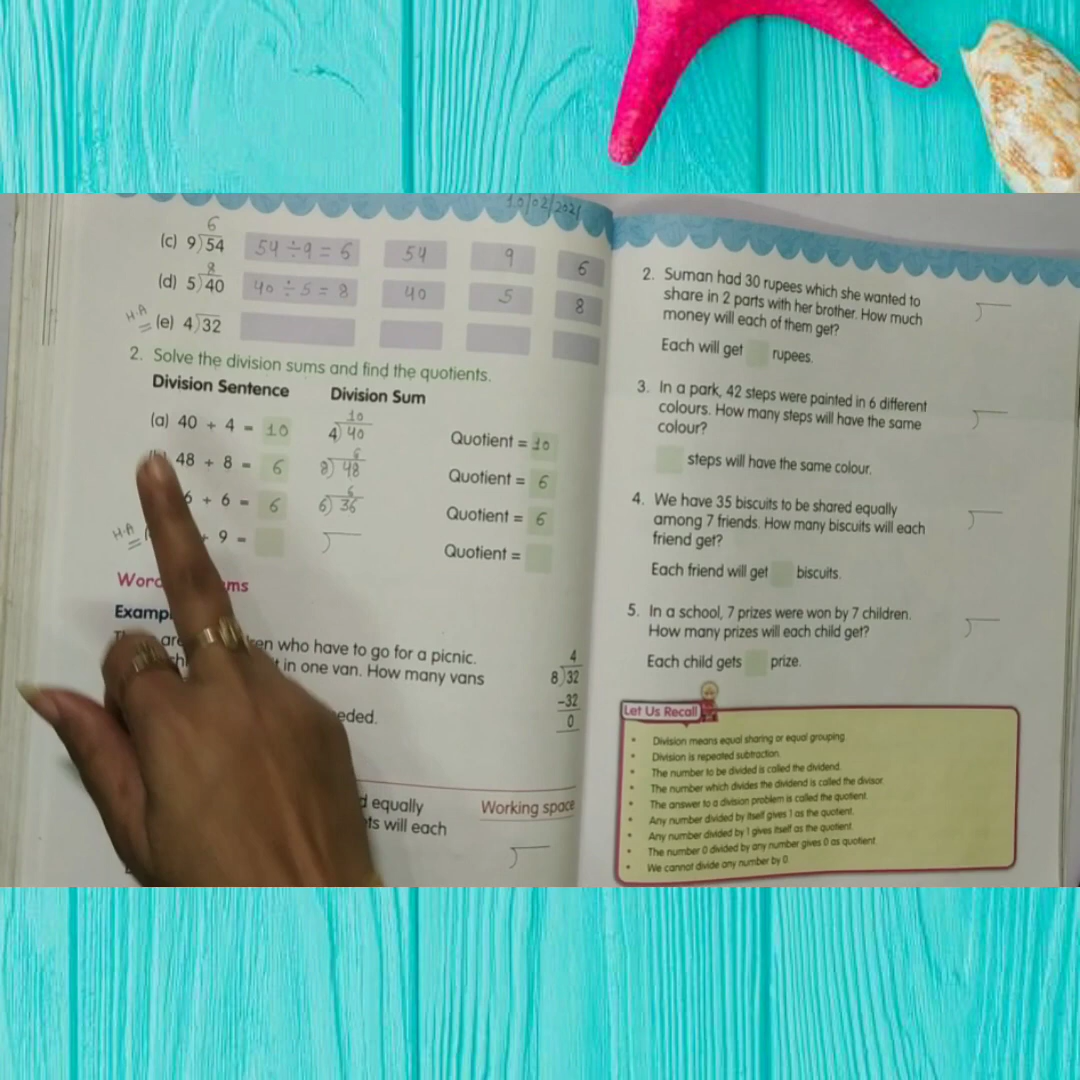 10/02/2021
6
(c) 9)54 54 ÷ 9 = 6 54 9 6
8
(d) 5)40 40 ÷ 5 = 8 40 5 8
H.A (e) 4)32
2. Solve the division sums and find the quotients.
Division Sentence Division Sum
10
(a) 40 ÷ 4 = 10 4)40 Quotient = 10
6
48 ÷ 8 = 6 8)48 Quotient = 6
6
6 ÷ 6 = 6 6)36 Quotient = 6
H.A ÷ 9 = Quotient =
en who have to go for a picnic.
in one van. How many vans
eded.
4
8)32
-32
0
equally Working space
ts will each
2. Suman had 30 rupees which she wanted to
share in 2 parts with her brother. How much
money will each of them get?
Each will get rupees.
3. In a park, 42 steps were painted in 6 different
colours. How many steps will have the same
colour?
steps will have the same colour.
4. We have 35 biscuits to be shared equally
among 7 friends. How many biscuits will each
friend get?
Each friend will get biscuits.
5. In a school, 7 prizes were won by 7 children.
How many prizes will each child get?
Each child gets prize.
Let Us Recall
• Division means equal sharing or equal grouping.
• Division is repeated subtraction.
• The number to be divided is called the dividend.
• The number which divides the dividend is called the divisor.
• The answer to a division problem is called the quotient.
• Any number divided by itself gives 1 as the quotient.
• Any number divided by 1 gives itself as the quotient.
• The number 0 divided by any number gives 0 as quotient.
• We cannot divide any number by 0.